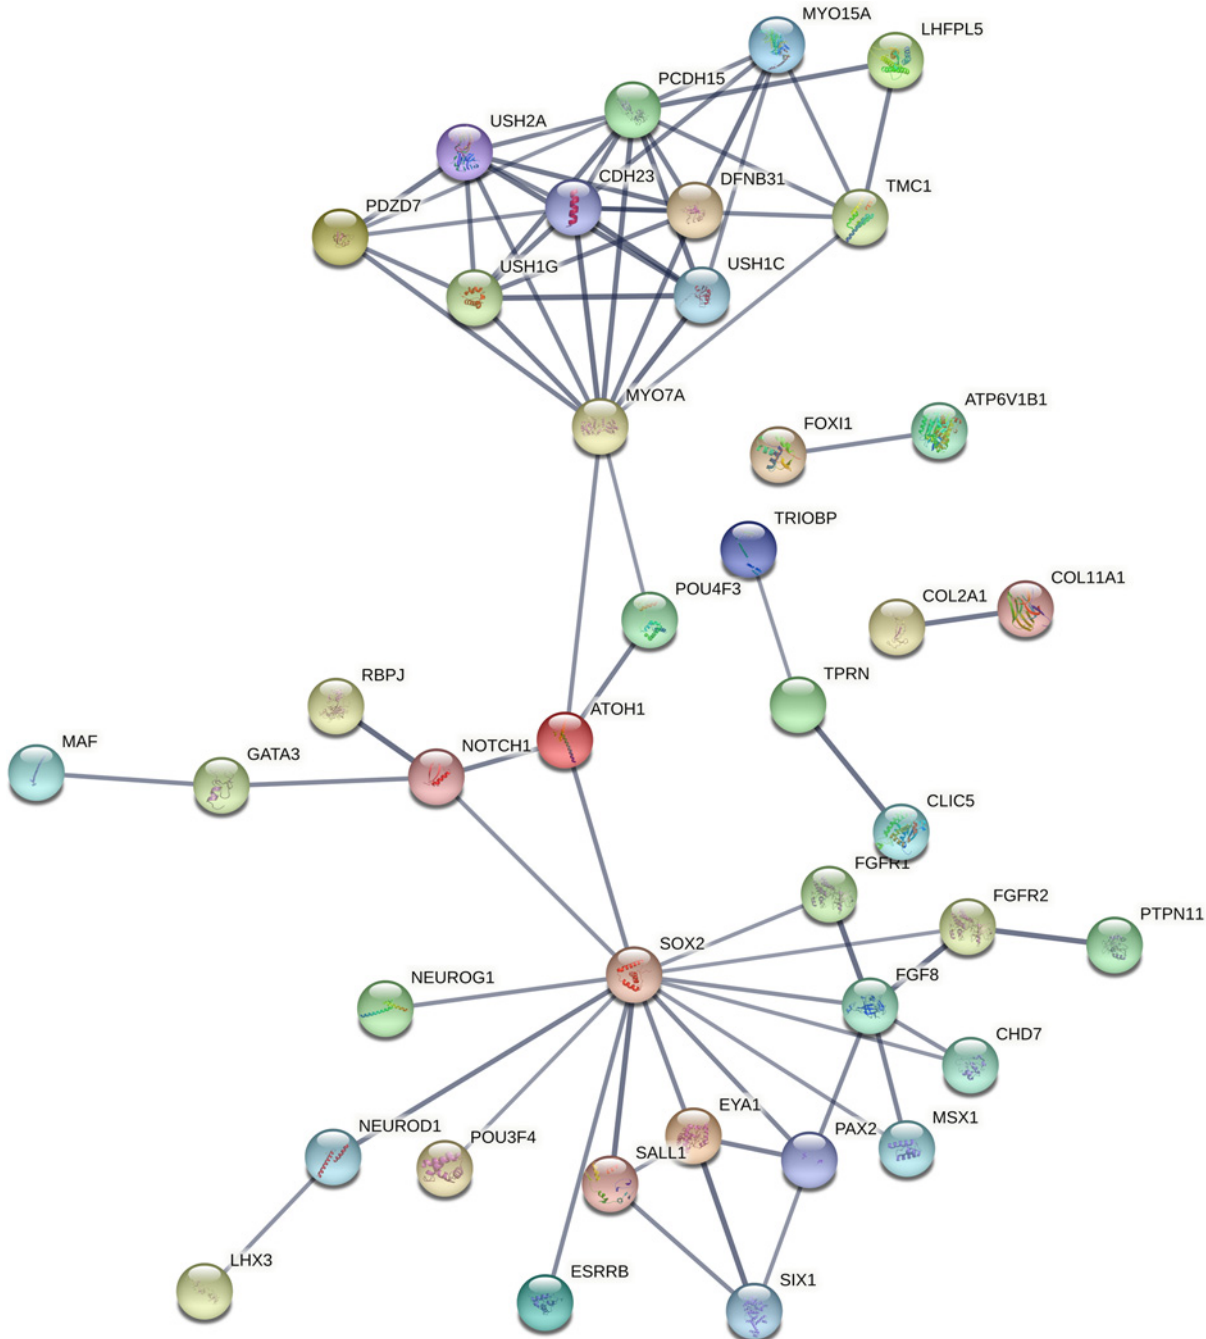 MYO15A
LHFPL5
PCDH15
USH2A
CDH23
DFNB31
TMC1
PDZD7
USH1G
USH1C
MYO7A
ATP6V1B1
FOXI1
TRIOBP
POU4F3
COL11A1
COL2A1
RBPJ
TPRN
ATOH1
MAF
GATA3
NOTCH1
CLIC5
FGFR1
FGFR2
PTPN11
SOX2
NEUROG1
FGF8
CHD7
EYA1
MSX1
NEUROD1
POU3F4
PAX2
SALL1
LHX3
ESRRB
SIX1